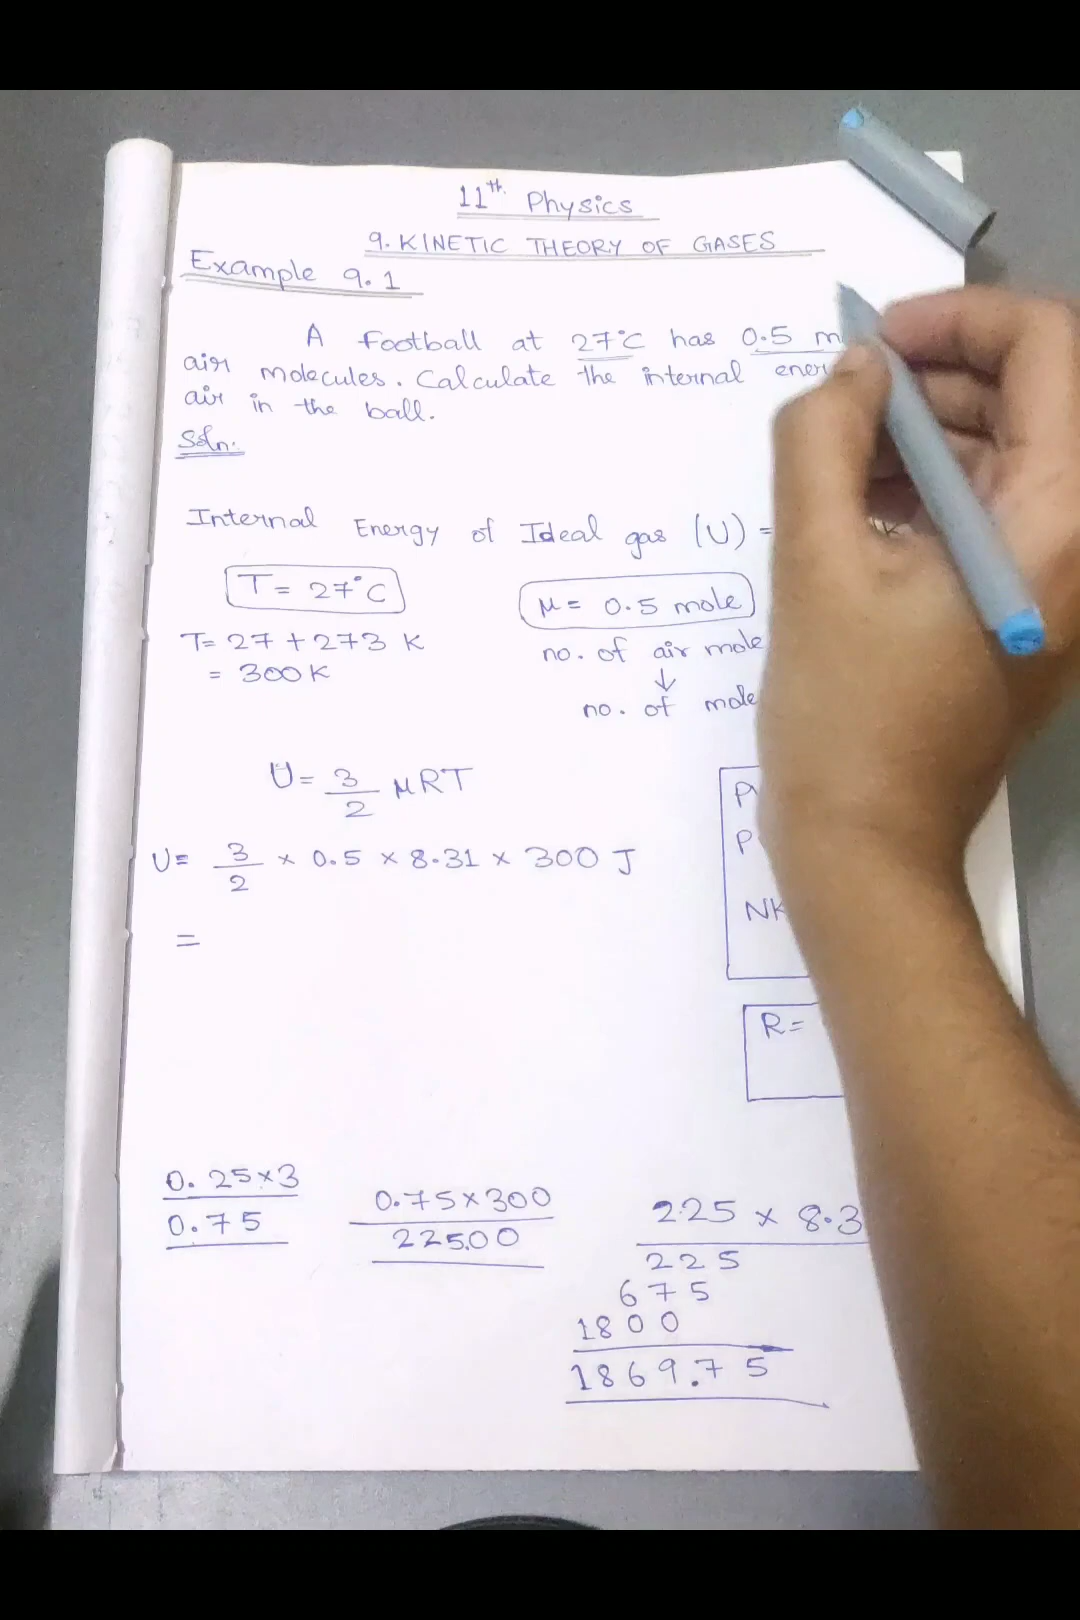 11th Physics
9. KINETIC THEORY OF GASES
Example 9.1
A Football at 27°C has 0.5
air molecules. Calculate the internal
air in the ball.
Soln.
Internal Energy of Ideal gas (U) =
T = 27°C
μ = 0.5 mole
T= 27 + 273 K
no. of air mole
= 300 K
↓
no. of mole
U = 3/2 μRT
P
U = 3/2 × 0.5 × 8.31 × 300 J
P
NK
=
R =
0.25×3
0.75
0.75×300
225.00
225 × 8.3
225
675
1800
1869.75